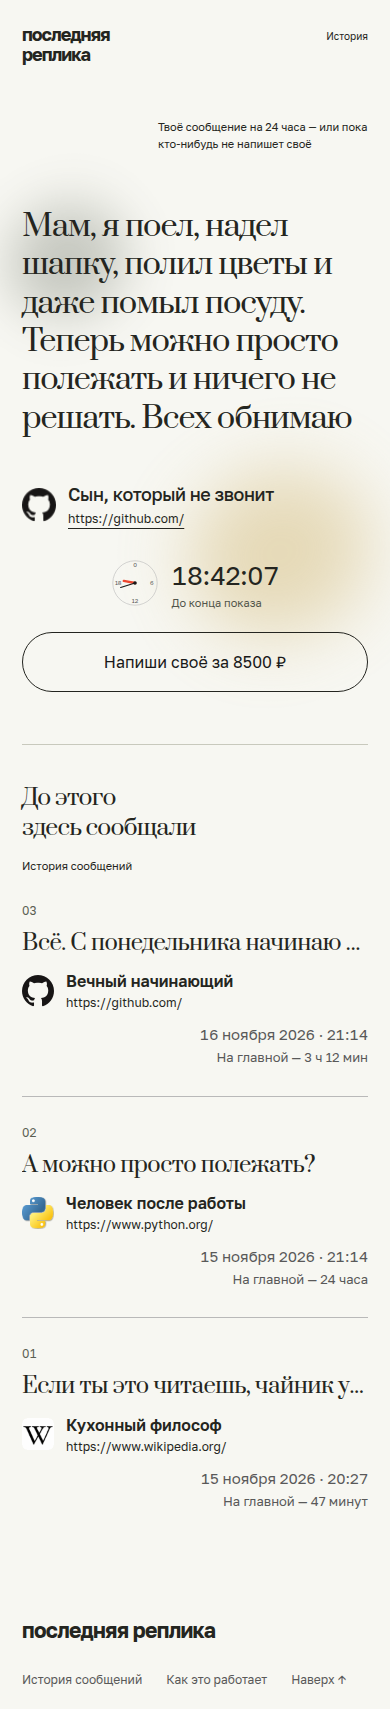 последняя
реплика
История
Твоё сообщение на 24 часа — или пока
кто-нибудь не напишет своё
Мам, я поел, надел
шапку, полил цветы и
даже помыл посуду.
Теперь можно просто
полежать и ничего не
решать. Всех обнимаю
Сын, который не звонит
https://github.com/
0
18
6
12
18:42:07
До конца показа
Напиши своё за 8500 ₽
До этого
здесь сообщали
История сообщений
03
Всё. С понедельника начинаю ...
Вечный начинающий
https://github.com/
16 ноября 2026 · 21:14
На главной — 3 ч 12 мин
02
А можно просто полежать?
Человек после работы
https://www.python.org/
15 ноября 2026 · 21:14
На главной — 24 часа
01
Если ты это читаешь, чайник у...
W
Кухонный философ
https://www.wikipedia.org/
15 ноября 2026 · 20:27
На главной — 47 минут
последняя реплика
История сообщений Как это работает Наверх ↑